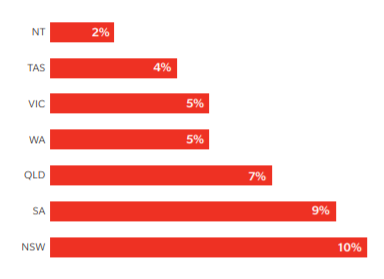 NT 2%
TAS 4%
VIC 5%
WA 5%
QLD 7%
SA 9%
NSW 10%